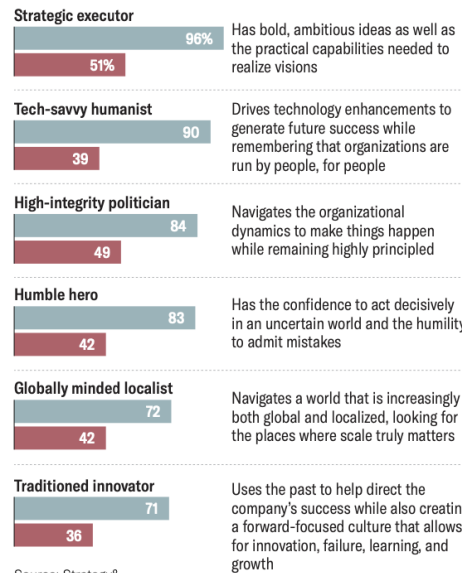 Strategic executor
96%
51%
Has bold, ambitious ideas as well as
the practical capabilities needed to
realize visions
Tech-savvy humanist
90
39
Drives technology enhancements to
generate future success while
remembering that organizations are
run by people, for people
High-integrity politician
84
49
Navigates the organizational
dynamics to make things happen
while remaining highly principled
Humble hero
83
42
Has the confidence to act decisively
in an uncertain world and the humility
to admit mistakes
Globally minded localist
72
42
Navigates a world that is increasingly
both global and localized, looking for
the places where scale truly matters
Traditioned innovator
71
36
Uses the past to help direct the
company's success while also creatin
a forward-focused culture that allows
for innovation, failure, learning, and
growth